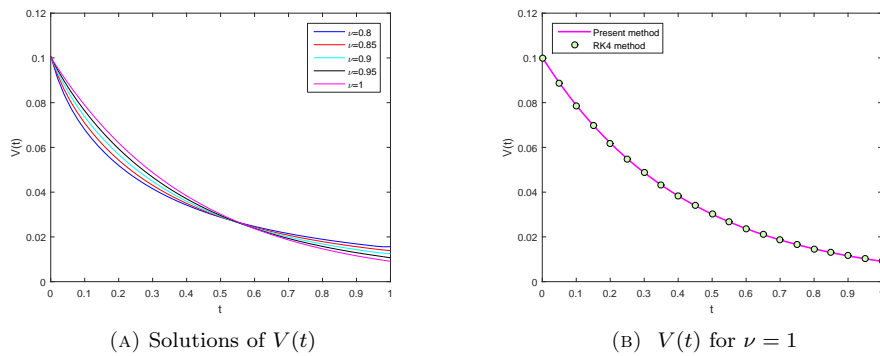 0.12
0.1
0.08
0.06
0.04
0.02
0
V(t)
0 0.1 0.2 0.3 0.4 0.5 0.6 0.7 0.8 0.9 1
t
ν=0.8
ν=0.85
ν=0.9
ν=0.95
ν=1
(A) Solutions of V(t)
0.12
0.1
0.08
0.06
0.04
0.02
0
V(t)
0 0.1 0.2 0.3 0.4 0.5 0.6 0.7 0.8 0.9 1
t
Present method
RK4 method
(B) V(t) for ν = 1